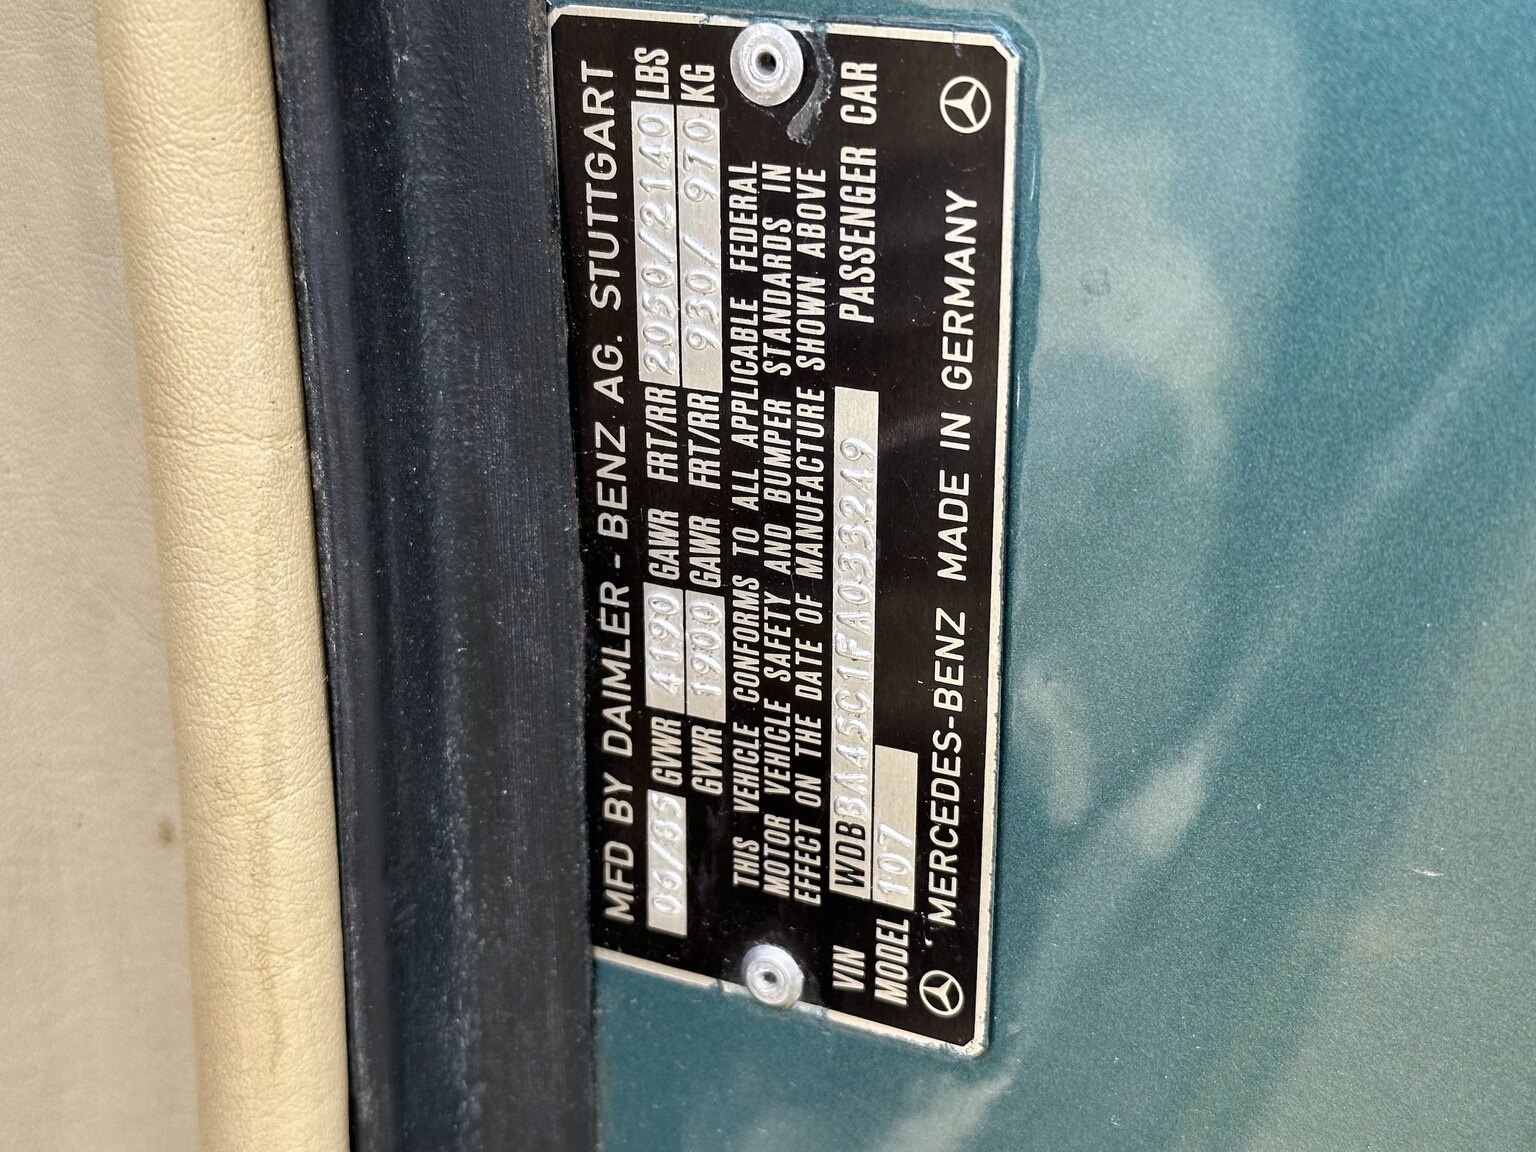 MFD BY DAIMLER - BENZ AG. STUTTGART
06/85 GVWR 4190 GAWR FRT/RR 2050/2140 LBS
GVWR 1900 GAWR FRT/RR 930/ 970 KG
THIS VEHICLE CONFORMS TO ALL APPLICABLE FEDERAL
MOTOR VEHICLE SAFETY AND BUMPER STANDARDS IN
EFFECT ON THE DATE OF MANUFACTURE SHOWN ABOVE
VIN WDBBA45C1FA033249 PASSENGER CAR
MODEL 107
MERCEDES-BENZ MADE IN GERMANY